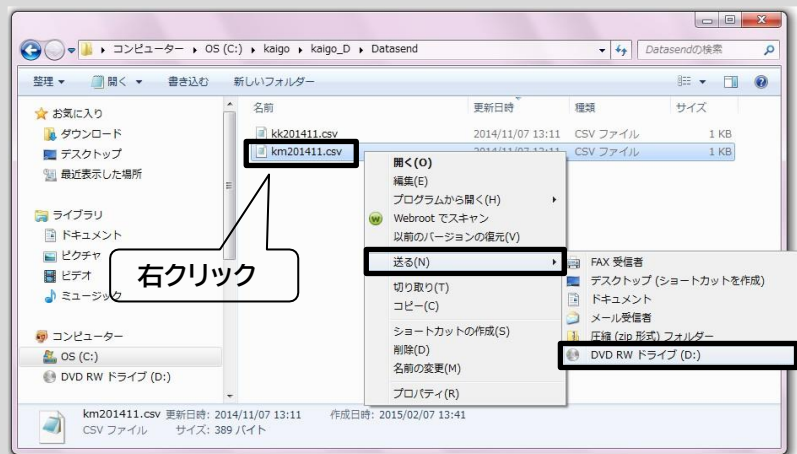 コンピューター ▸ OS (C:) ▸ kaigo ▸ kaigo_D ▸ Datasend
Datasendの検索
整理 開く 書き込む 新しいフォルダー
お気に入り
ダウンロード
デスクトップ
最近表示した場所
ライブラリ
ドキュメント
ピクチャ
ビデオ
ミュージック
コンピューター
OS (C:)
DVD RW ドライブ (D:)
名前 更新日時 種類 サイズ
kk201411.csv 2014/11/07 13:11 CSV ファイル 1 KB
km201411.csv 2014/11/07 13:11 CSV ファイル 1 KB
右クリック
開く(O)
編集(E)
プログラムから開く(H)
Webroot でスキャン
以前のバージョンの復元(V)
送る(N)
切り取り(T)
コピー(C)
ショートカットの作成(S)
削除(D)
名前の変更(M)
プロパティ(R)
FAX 受信者
デスクトップ (ショートカットを作成)
ドキュメント
メール受信者
圧縮 (zip 形式) フォルダー
DVD RW ドライブ (D:)
km201411.csv 更新日時: 2014/11/07 13:11 作成日時: 2015/02/07 13:41
CSV ファイル サイズ: 389 バイト